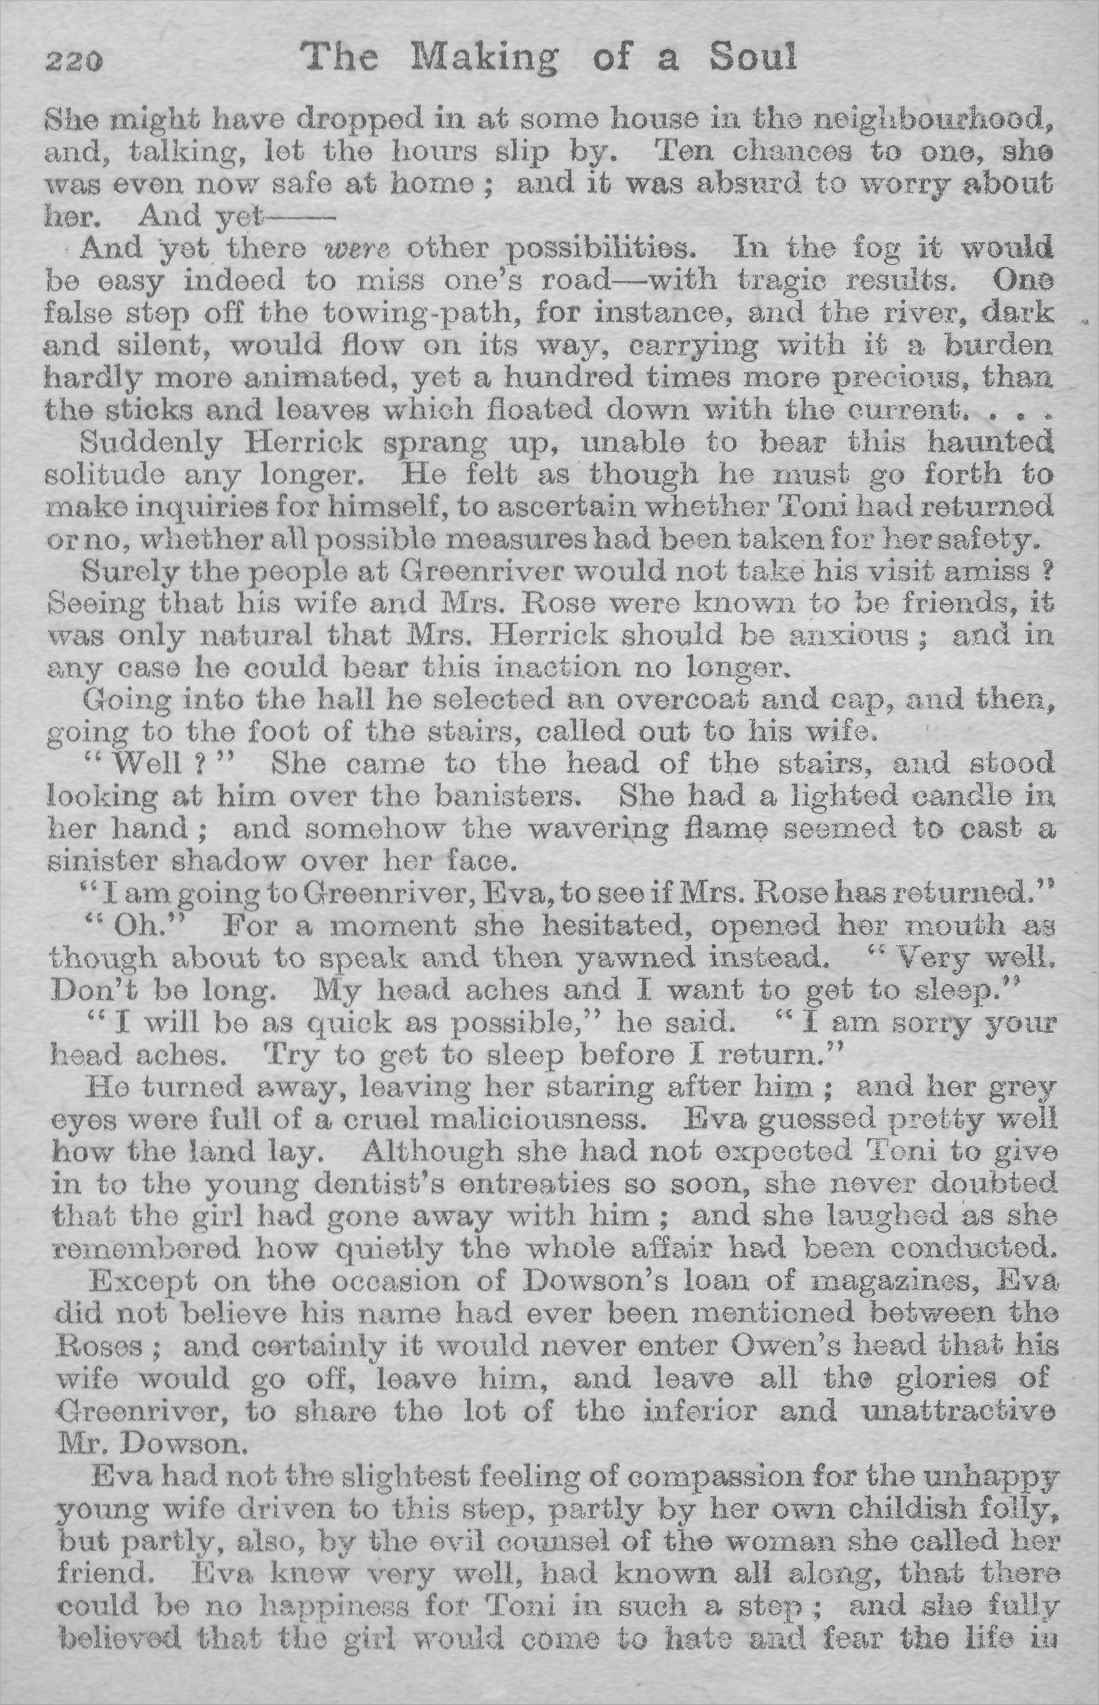 220 The Making of a Soul
She might have dropped in at some house in the neighbourhood,
and, talking, let the hours slip by. Ten chances to one, she
was even now safe at home ; and it was absurd to worry about
her. And yet——
And yet there were other possibilities. In the fog it would
be easy indeed to miss one's road—with tragic results. One
false step off the towing-path, for instance, and the river, dark
and silent, would flow on its way, carrying with it a burden
hardly more animated, yet a hundred times more precious, than
the sticks and leaves which floated down with the current. . . .
Suddenly Herrick sprang up, unable to bear this haunted
solitude any longer. He felt as though he must go forth to
make inquiries for himself, to ascertain whether Toni had returned
or no, whether all possible measures had been taken for her safety.
Surely the people at Greenriver would not take his visit amiss ?
Seeing that his wife and Mrs. Rose were known to be friends, it
was only natural that Mrs. Herrick should be anxious ; and in
any case he could bear this inaction no longer.
Going into the hall he selected an overcoat and cap, and then,
going to the foot of the stairs, called out to his wife.
“ Well ? ” She came to the head of the stairs, and stood
looking at him over the banisters. She had a lighted candle in
her hand ; and somehow the wavering flame seemed to cast a
sinister shadow over her face.
“I am going to Greenriver, Eva, to see if Mrs. Rose has returned.”
“ Oh.” For a moment she hesitated, opened her mouth as
though about to speak and then yawned instead. “ Very well.
Don't be long. My head aches and I want to get to sleep.”
“ I will be as quick as possible,” he said. “ I am sorry your
head aches. Try to get to sleep before I return.”
He turned away, leaving her staring after him ; and her grey
eyes were full of a cruel maliciousness. Eva guessed pretty well
how the land lay. Although she had not expected Toni to give
in to the young dentist's entreaties so soon, she never doubted
that the girl had gone away with him ; and she laughed as she
remembered how quietly the whole affair had been conducted.
Except on the occasion of Dowson's loan of magazines, Eva
did not believe his name had ever been mentioned between the
Roses ; and certainly it would never enter Owen's head that his
wife would go off, leave him, and leave all the glories of
Greenriver, to share the lot of the inferior and unattractive
Mr. Dowson.
Eva had not the slightest feeling of compassion for the unhappy
young wife driven to this step, partly by her own childish folly,
but partly, also, by the evil counsel of the woman she called her
friend. Eva knew very well, had known all along, that there
could be no happiness for Toni in such a step ; and she fully
believed that the girl would come to hate and fear the life in